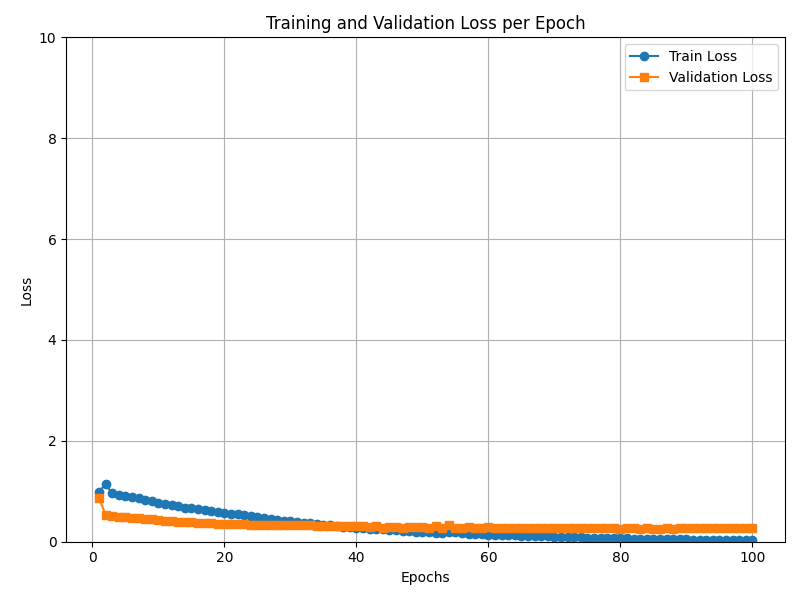 Training and Validation Loss per Epoch
Train Loss
Validation Loss
10
8
6
4
2
0
Loss
0 20 40 60 80 100
Epochs